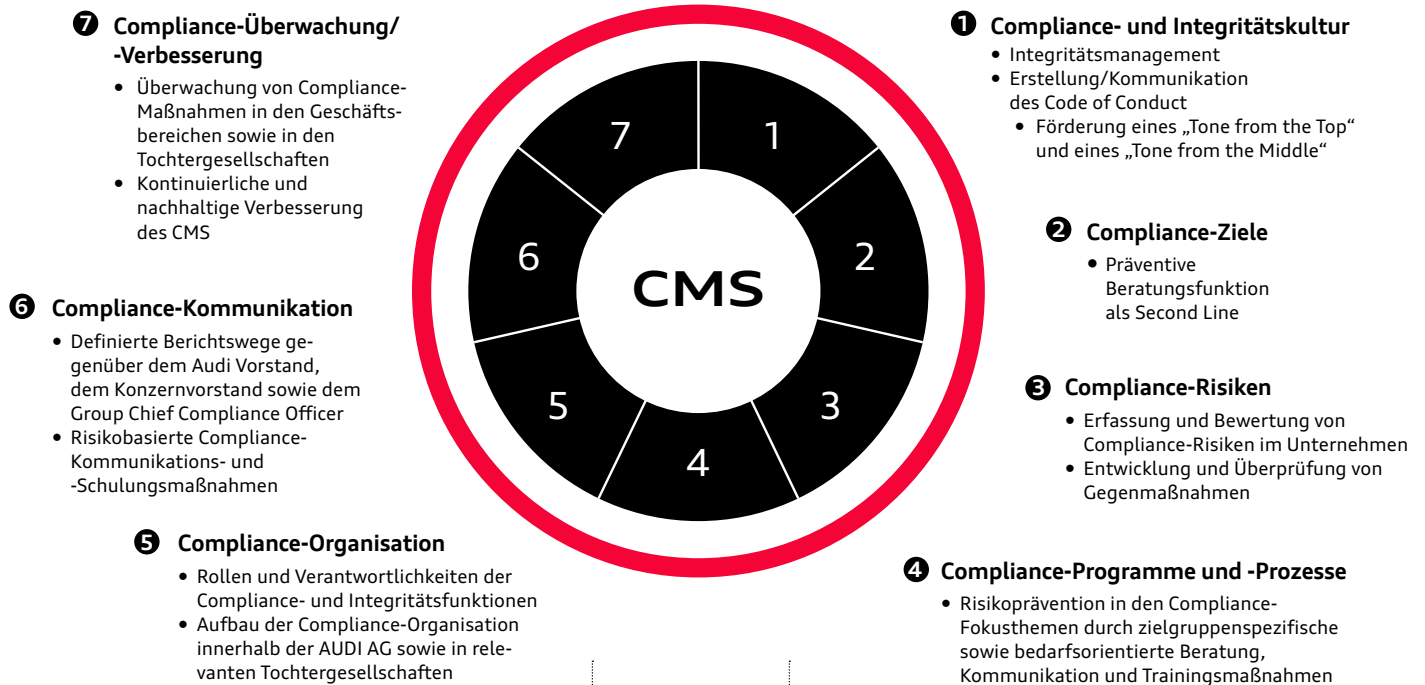 ❶ Compliance- und Integritätskultur
• Integritätsmanagement
• Erstellung/Kommunikation
des Code of Conduct
• Förderung eines „Tone from the Top“
und eines „Tone from the Middle“
❷ Compliance-Ziele
• Präventive
Beratungsfunktion
als Second Line
❸ Compliance-Risiken
• Erfassung und Bewertung von
Compliance-Risiken im Unternehmen
• Entwicklung und Überprüfung von
Gegenmaßnahmen
❹ Compliance-Programme und -Prozesse
• Risikoprävention in den Compliance-
Fokusthemen durch zielgruppenspezifische
sowie bedarfsorientierte Beratung,
Kommunikation und Trainingsmaßnahmen
❺ Compliance-Organisation
• Rollen und Verantwortlichkeiten der
Compliance- und Integritätsfunktionen
• Aufbau der Compliance-Organisation
innerhalb der AUDI AG sowie in rele-
vanten Tochtergesellschaften
❻ Compliance-Kommunikation
• Definierte Berichtswege ge-
genüber dem Audi Vorstand,
dem Konzernvorstand sowie dem
Group Chief Compliance Officer
• Risikobasierte Compliance-
Kommunikations- und
-Schulungsmaßnahmen
❼ Compliance-Überwachung/
-Verbesserung
• Überwachung von Compliance-
Maßnahmen in den Geschäfts-
bereichen sowie in den
Tochtergesellschaften
• Kontinuierliche und
nachhaltige Verbesserung
des CMS
CMS
1
2
3
4
5
6
7